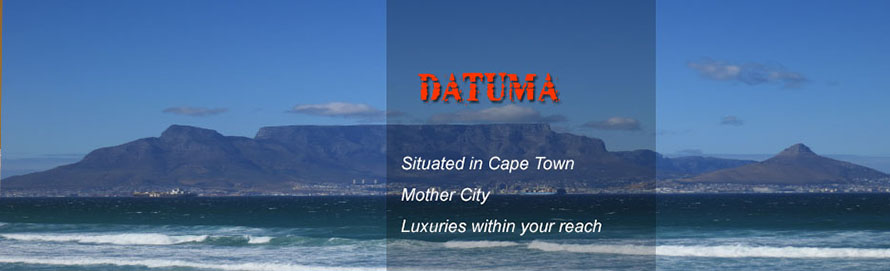 DATUMA
Situated in Cape Town
Mother City
Luxuries within your reach